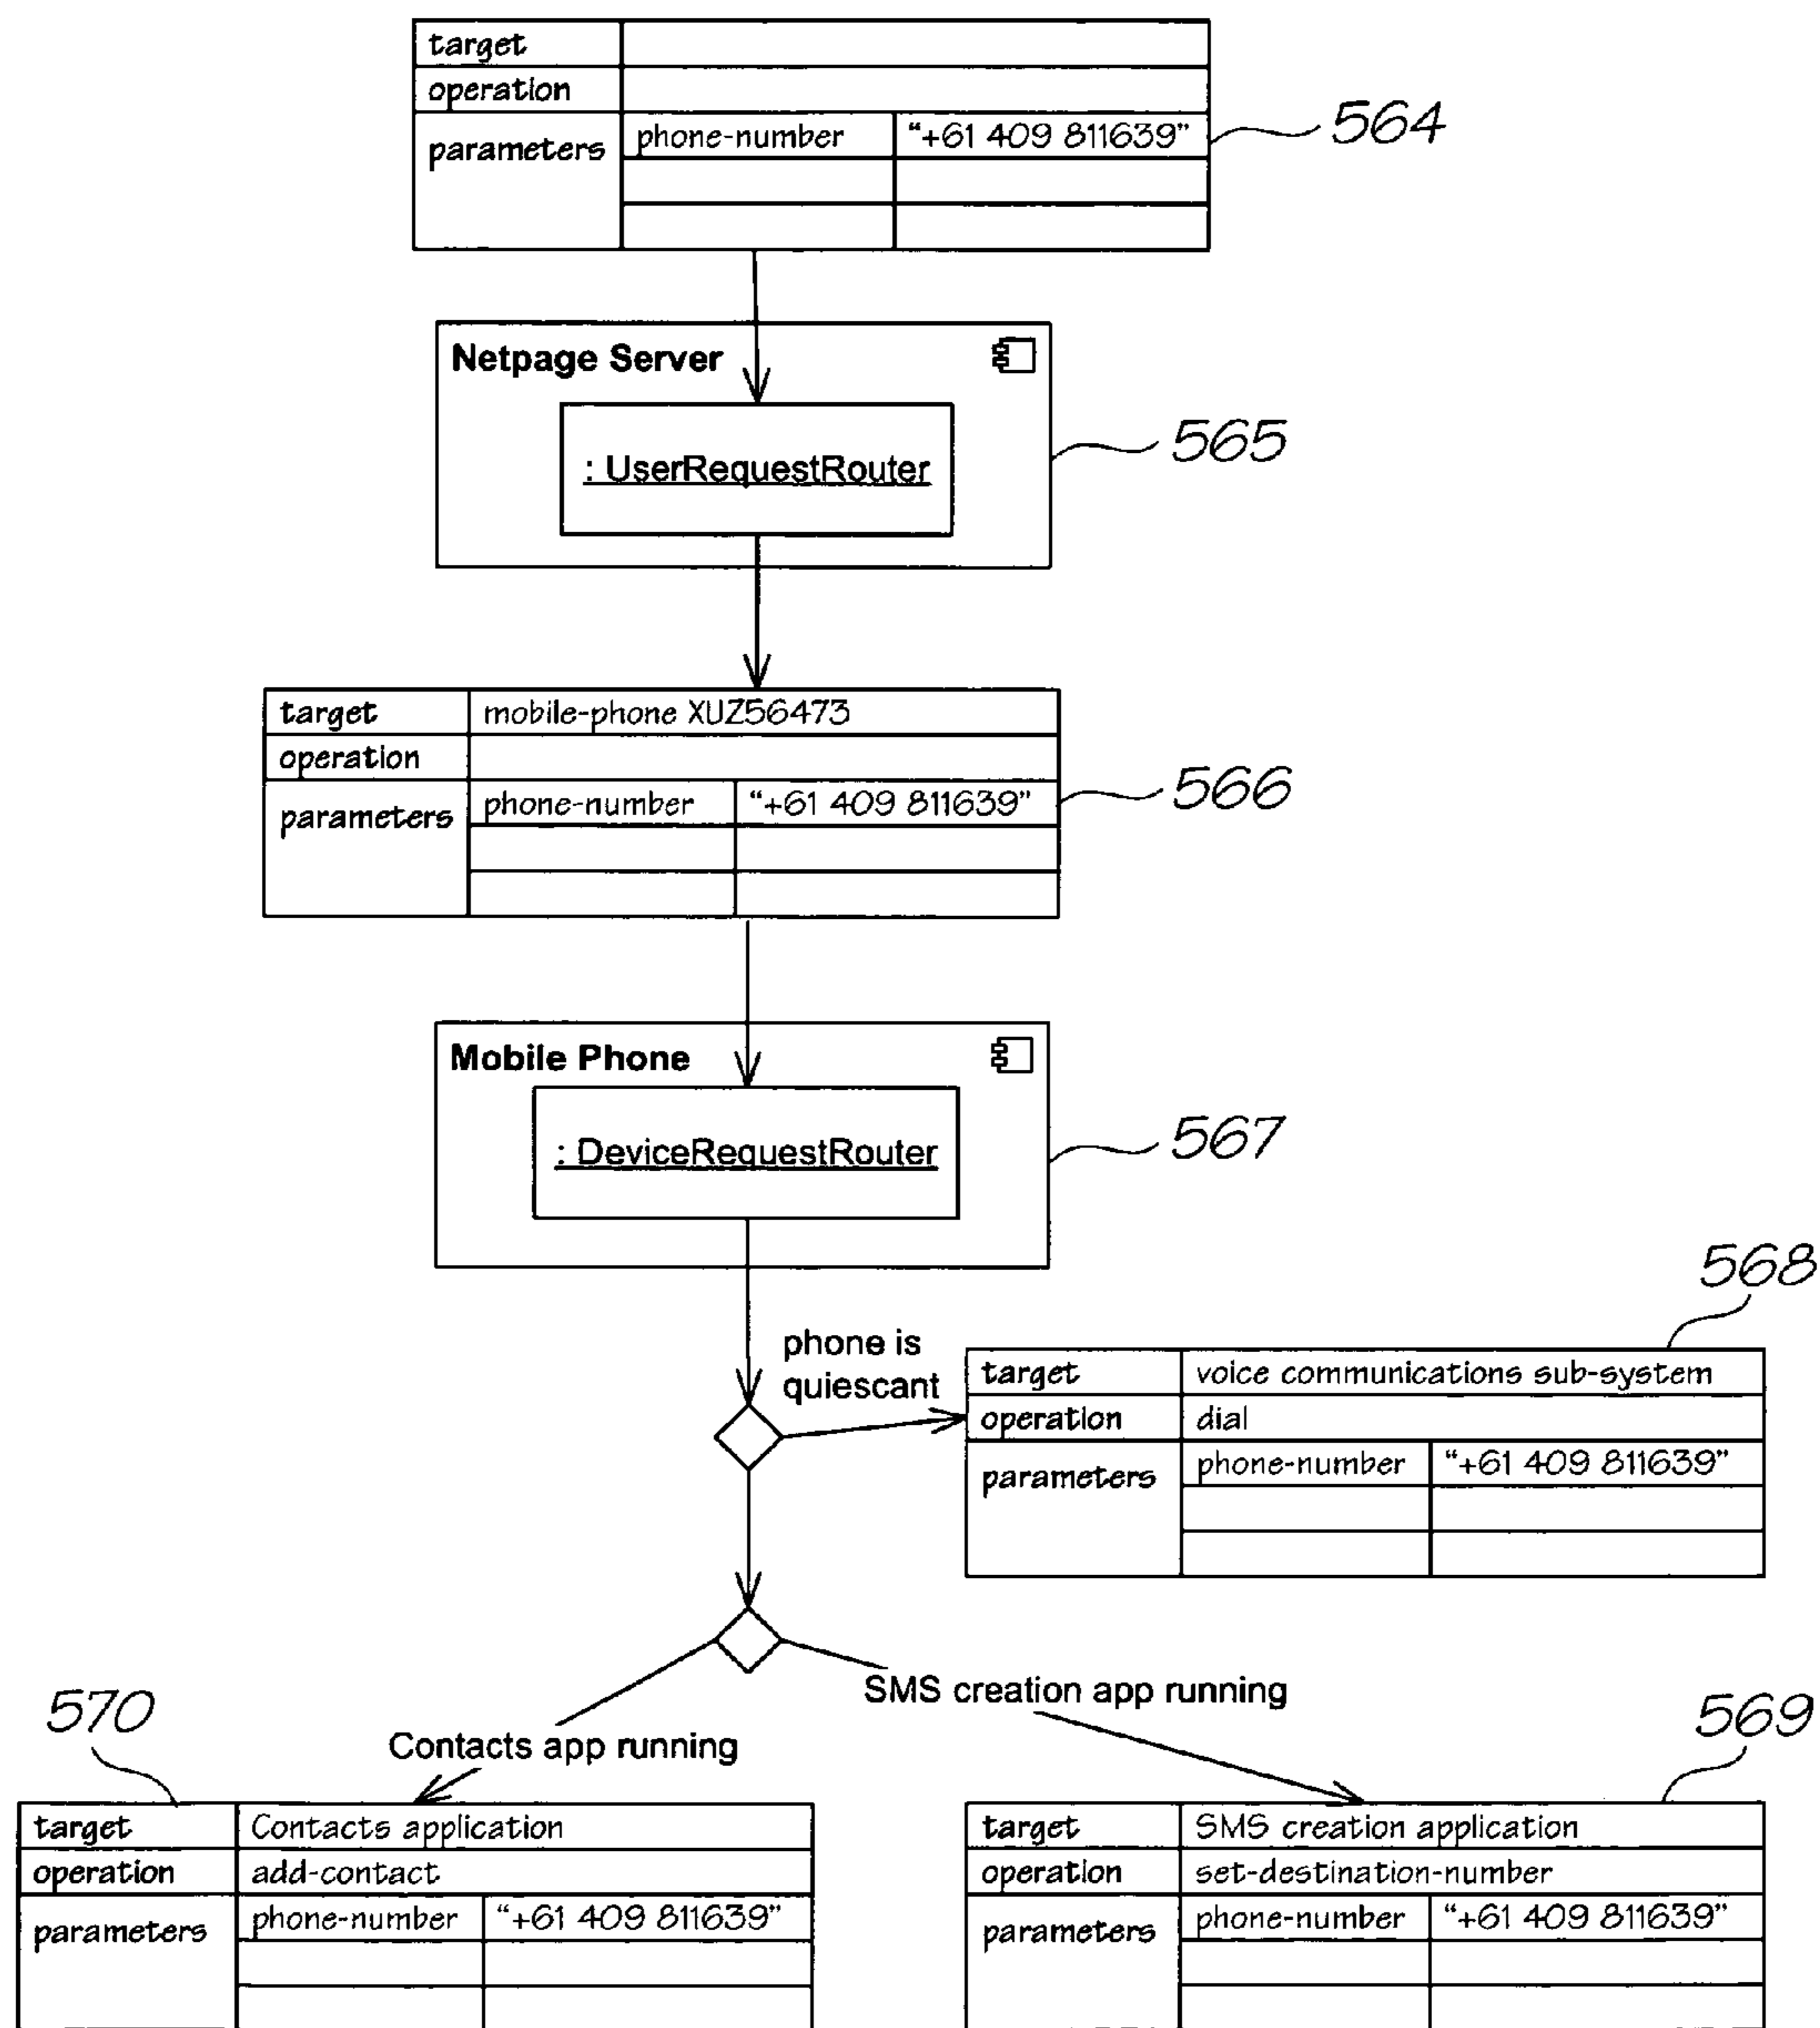 target
operation
parameters phone-number "+61 409 811639"
564
Netpage Server
: UserRequestRouter
565
target mobile-phone XUZ56473
operation
parameters phone-number "+61 409 811639"
566
Mobile Phone
: DeviceRequestRouter
567
568
phone is
quiescant
target voice communications sub-system
operation dial
parameters phone-number "+61 409 811639"
SMS creation app running
Contacts app running
570
target Contacts application
operation add-contact
parameters phone-number "+61 409 811639"
569
target SMS creation application
operation set-destination-number
parameters phone-number "+61 409 811639"